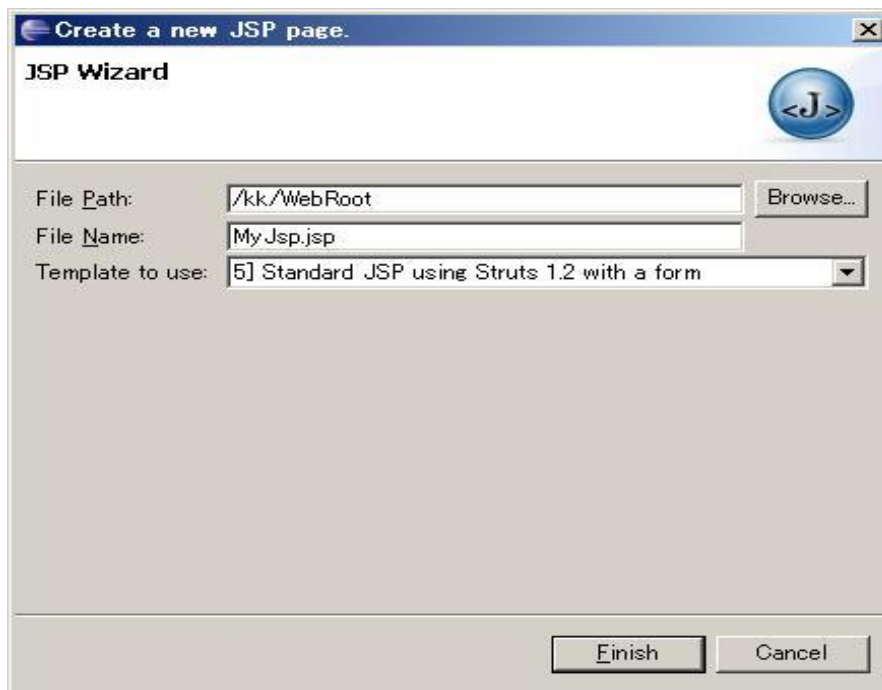 Create a new JSP page.
JSP Wizard
<J>
File Path: /kk/WebRoot Browse...
File Name: MyJsp.jsp
Template to use: 5] Standard JSP using Struts 1.2 with a form
Finish Cancel